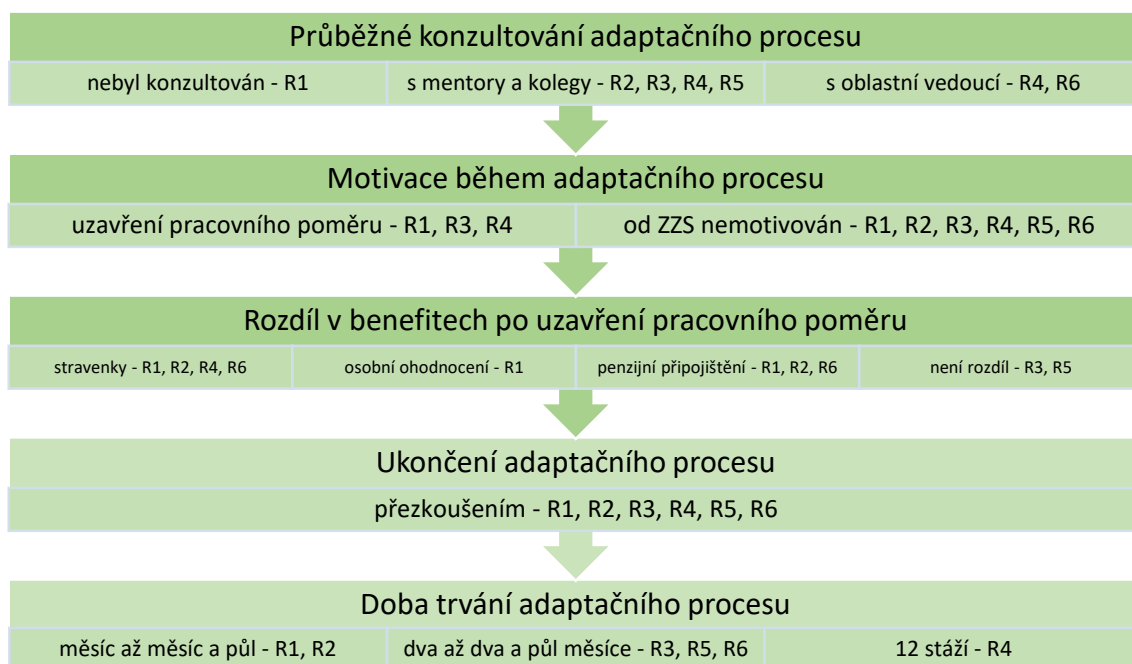 Průběžné konzultování adaptačního procesu
nebyl konzultován - R1
s mentory a kolegy - R2, R3, R4, R5
s oblastní vedoucí - R4, R6
Motivace během adaptačního procesu
uzavření pracovního poměru - R1, R3, R4
od ZZS nemotivován - R1, R2, R3, R4, R5, R6
Rozdíl v benefitech po uzavření pracovního poměru
stravenky - R1, R2, R4, R6
osobní ohodnocení - R1
penzijní připojištění - R1, R2, R6
není rozdíl - R3, R5
Ukončení adaptačního procesu
přezkoušením - R1, R2, R3, R4, R5, R6
Doba trvání adaptačního procesu
měsíc až měsíc a půl - R1, R2
dva až dva a půl měsíce - R3, R5, R6
12 stáží - R4